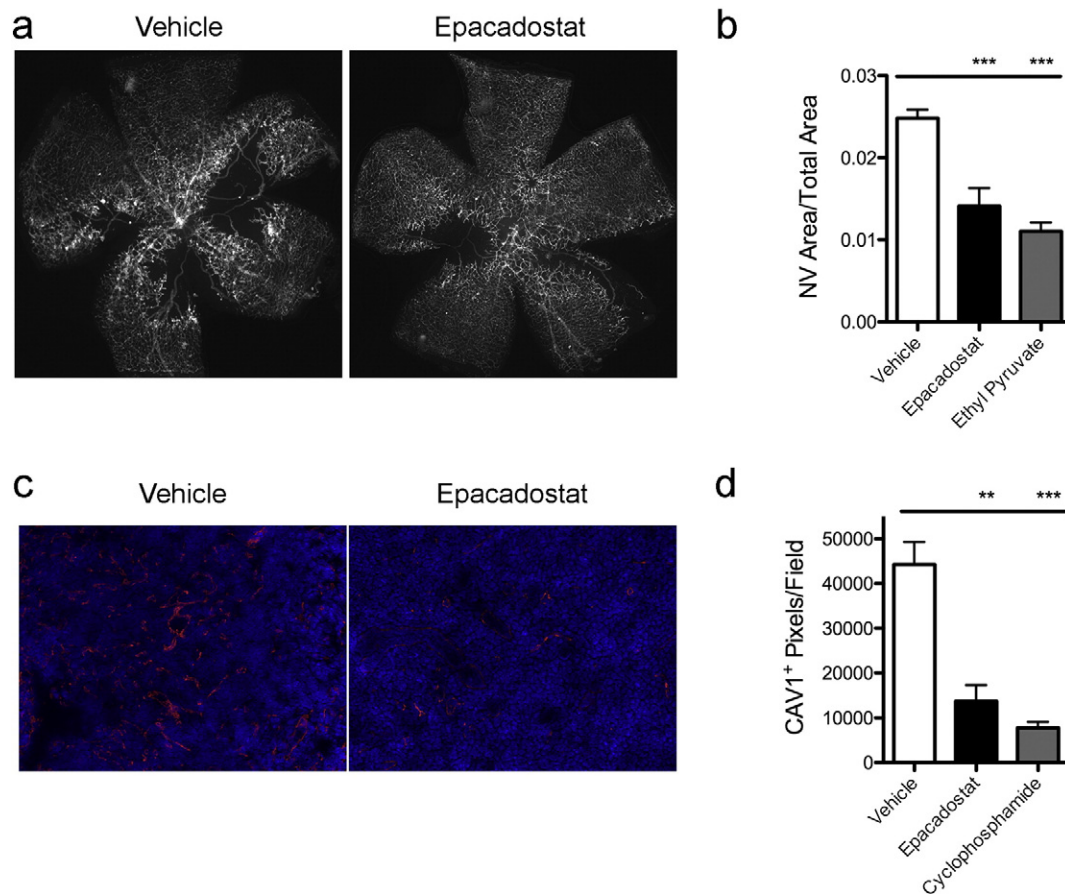 a
Vehicle
Epacadostat
b
*** ***
NV Area/Total Area
0.03
0.02
0.01
0.00
Vehicle
Epacadostat
Ethyl Pyruvate
c
Vehicle
Epacadostat
d
** ***
CAV1+ Pixels/Field
50000
40000
30000
20000
10000
0
Vehicle
Epacadostat
Cyclophosphamide